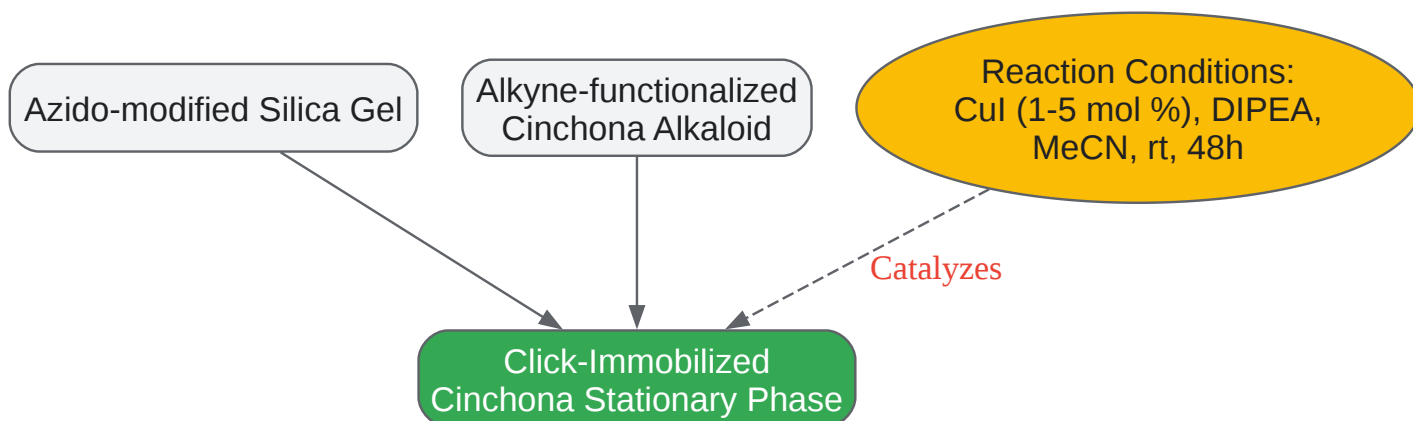 Azido-modified Silica Gel
Alkyne-functionalized
Cinchona Alkaloid
Reaction Conditions:
CuI (1-5 mol %), DIPEA,
MeCN, rt, 48h
Catalyzes
Click-Immobilized
Cinchona Stationary Phase